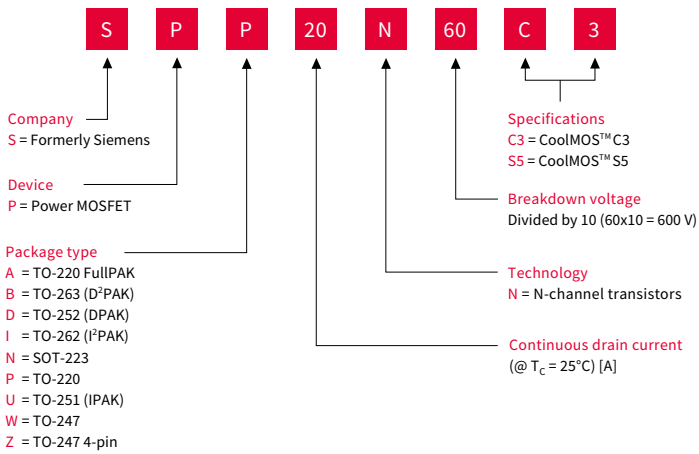 S P P 20 N 60 C 3
Company
S = Formerly Siemens
Device
P = Power MOSFET
Package type
A = TO-220 FullPAK
B = TO-263 (D²PAK)
D = TO-252 (DPAK)
I = TO-262 (I²PAK)
N = SOT-223
P = TO-220
U = TO-251 (IPAK)
W = TO-247
Z = TO-247 4-pin
Specifications
C3 = CoolMOS™ C3
S5 = CoolMOS™ S5
Breakdown voltage
Divided by 10 (60x10 = 600 V)
Technology
N = N-channel transistors
Continuous drain current
(@ T_C = 25°C) [A]